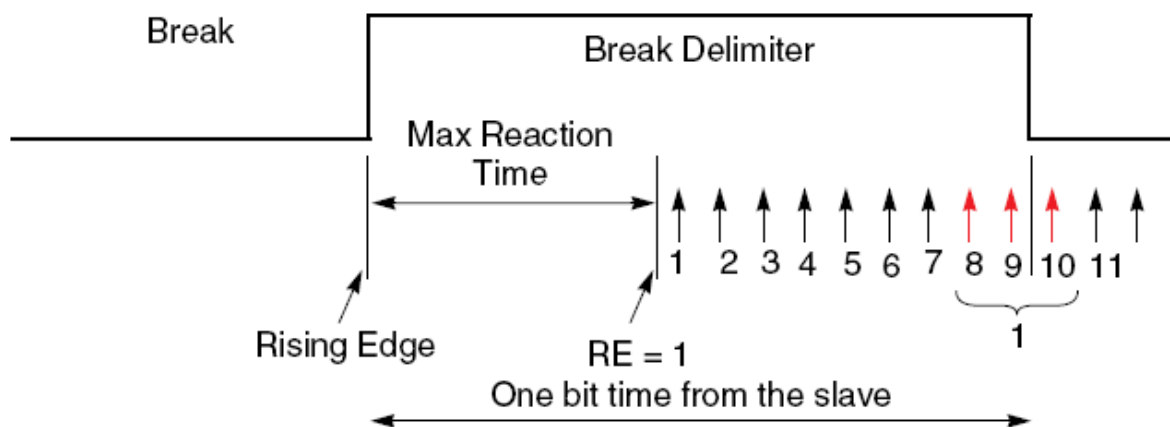 Break
Break Delimiter
Max Reaction
Time
1 2 3 4 5 6 7 8 9 10 11
1
Rising Edge
RE = 1
One bit time from the slave